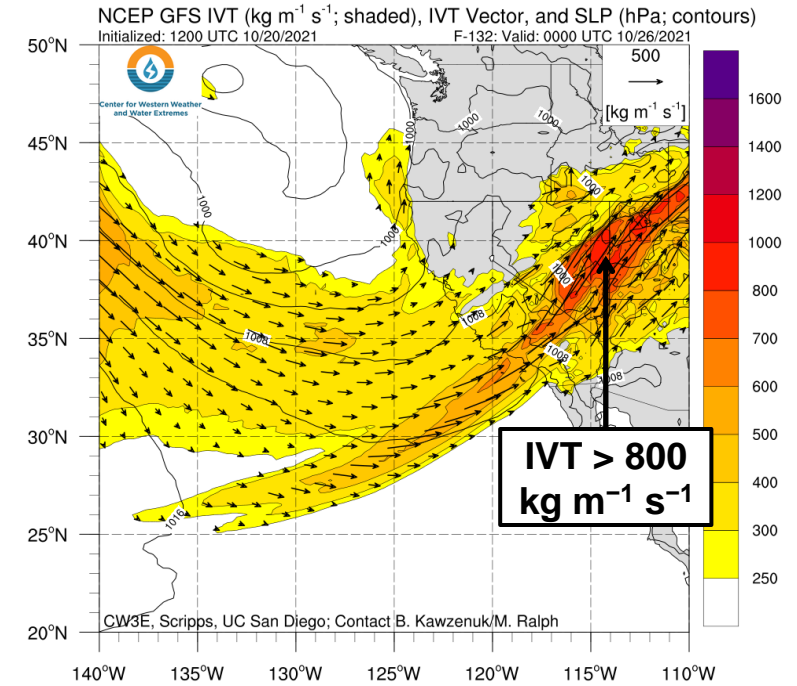 NCEP GFS IVT (kg m⁻¹ s⁻¹; shaded), IVT Vector, and SLP (hPa; contours)
Initialized: 1200 UTC 10/20/2021 F-132: Valid: 0000 UTC 10/26/2021
Center for Western Weather
and Water Extremes
500
[kg m⁻¹ s⁻¹]
50°N
45°N
40°N
35°N
30°N
25°N
20°N
1000
1000
1000
1000
1000
1000
1000
1008
1008
1008
1008
1016
IVT > 800
kg m⁻¹ s⁻¹
CW3E, Scripps, UC San Diego; Contact B. Kawzenuk/M. Ralph
140°W
135°W
130°W
125°W
120°W
115°W
110°W
1600
1400
1200
1000
800
700
600
500
400
300
250